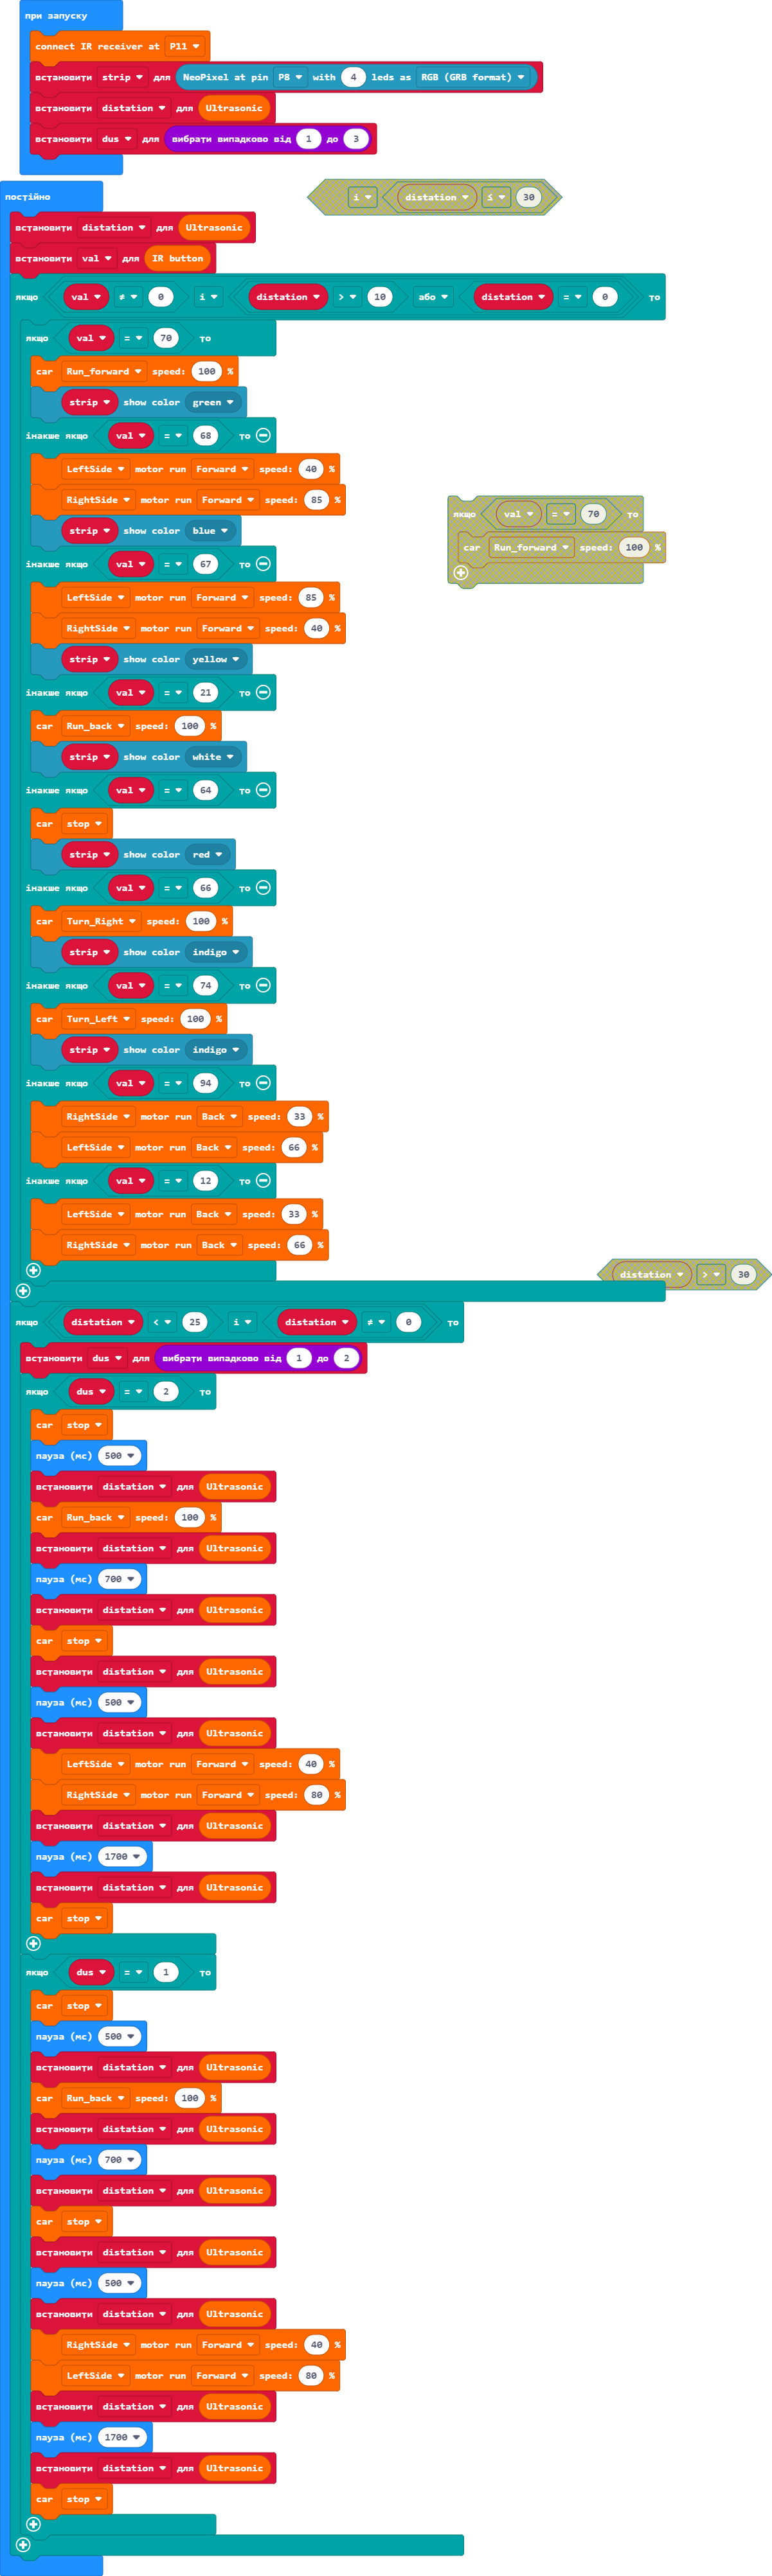 при запуску
connect IR receiver at P11
встановити strip для NeoPixel at pin P8 with 4 leds as RGB (GRB format)
встановити distation для Ultrasonic
встановити dus для вибрати випадково від 1 до 3
і distation ≤ 30
постійно
встановити distation для Ultrasonic
встановити val для IR button
якщо val ≠ 0 і distation > 10 або distation = 0 то
якщо val = 70 то
car Run_forward speed: 100 %
strip show color green
інакше якщо val = 68 то
LeftSide motor run Forward speed: 40 %
RightSide motor run Forward speed: 85 %
strip show color blue
якщо val = 70 то
car Run_forward speed: 100 %
інакше якщо val = 67 то
LeftSide motor run Forward speed: 85 %
RightSide motor run Forward speed: 40 %
strip show color yellow
інакше якщо val = 21 то
car Run_back speed: 100 %
strip show color white
інакше якщо val = 64 то
car stop
strip show color red
інакше якщо val = 66 то
car Turn_Right speed: 100 %
strip show color indigo
інакше якщо val = 74 то
car Turn_Left speed: 100 %
strip show color indigo
інакше якщо val = 94 то
RightSide motor run Back speed: 33 %
LeftSide motor run Back speed: 66 %
інакше якщо val = 12 то
LeftSide motor run Back speed: 33 %
RightSide motor run Back speed: 66 %
distation > 30
якщо distation < 25 і distation ≠ 0 то
встановити dus для вибрати випадково від 1 до 2
якщо dus = 2 то
car stop
пауза (мс) 500
встановити distation для Ultrasonic
car Run_back speed: 100 %
встановити distation для Ultrasonic
пауза (мс) 700
встановити distation для Ultrasonic
car stop
встановити distation для Ultrasonic
пауза (мс) 500
встановити distation для Ultrasonic
LeftSide motor run Forward speed: 40 %
RightSide motor run Forward speed: 80 %
встановити distation для Ultrasonic
пауза (мс) 1700
встановити distation для Ultrasonic
car stop
якщо dus = 1 то
car stop
пауза (мс) 500
встановити distation для Ultrasonic
car Run_back speed: 100 %
встановити distation для Ultrasonic
пауза (мс) 700
встановити distation для Ultrasonic
car stop
встановити distation для Ultrasonic
пауза (мс) 500
встановити distation для Ultrasonic
RightSide motor run Forward speed: 40 %
LeftSide motor run Forward speed: 80 %
встановити distation для Ultrasonic
пауза (мс) 1700
встановити distation для Ultrasonic
car stop